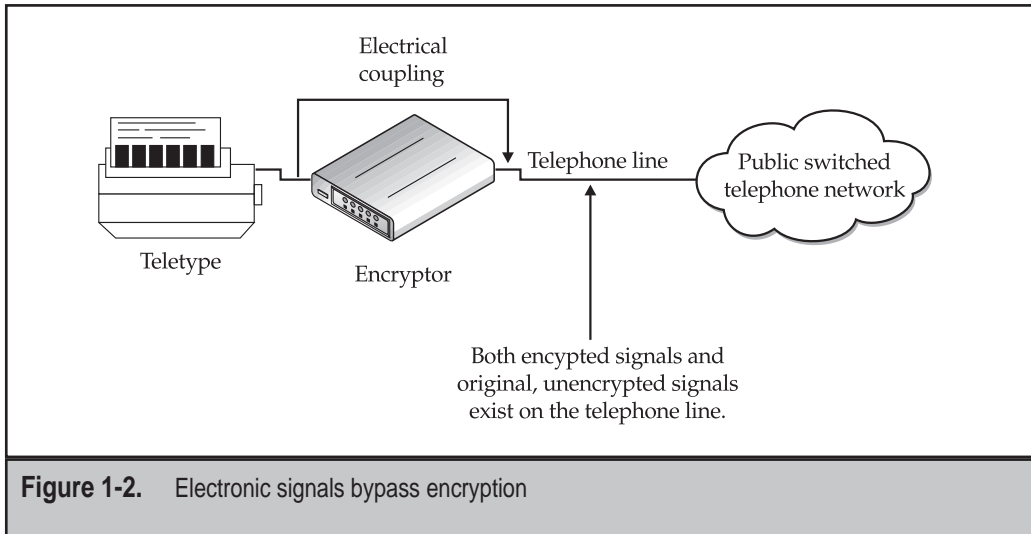 Electrical
coupling
Telephone line
Public switched
telephone network
Teletype
Encryptor
Both encypted signals and
original, unencrypted signals
exist on the telephone line.
Figure 1-2. Electronic signals bypass encryption